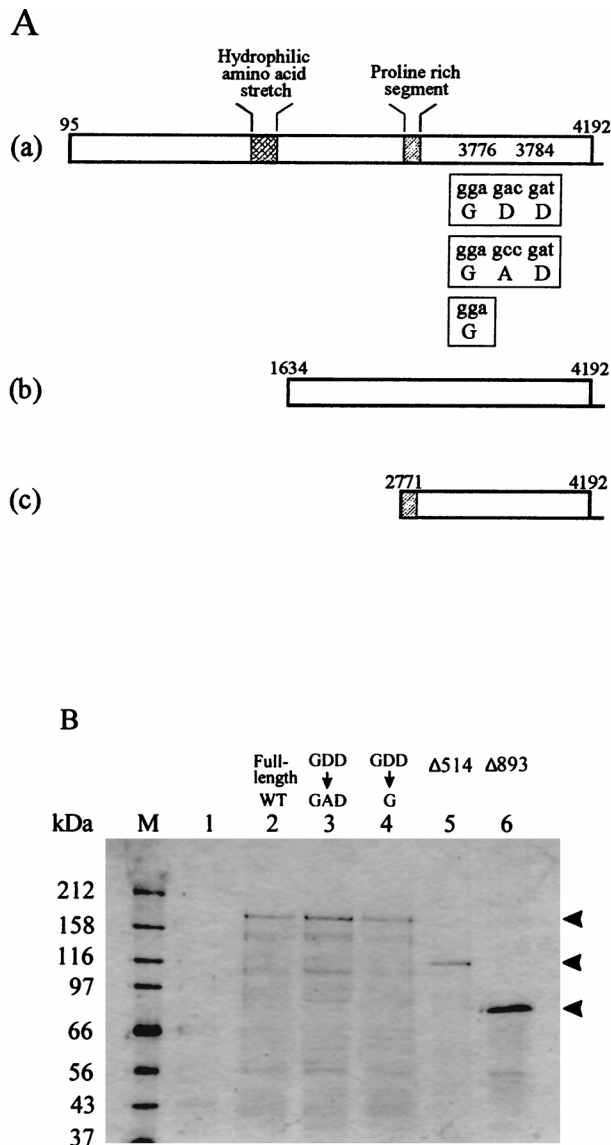 A
Hydrophilic
amino acid
stretch
Proline rich
segment
95
4192
(a)
3776 3784
gga gac gat
G D D
gga gcc gat
G A D
gga
G
1634
4192
(b)
2771
4192
(c)
B
Full-
length
WT
GDD
GAD
GDD
G
Δ514
Δ893
kDa M 1 2 3 4 5 6
212
158
116
97
66
56
43
37